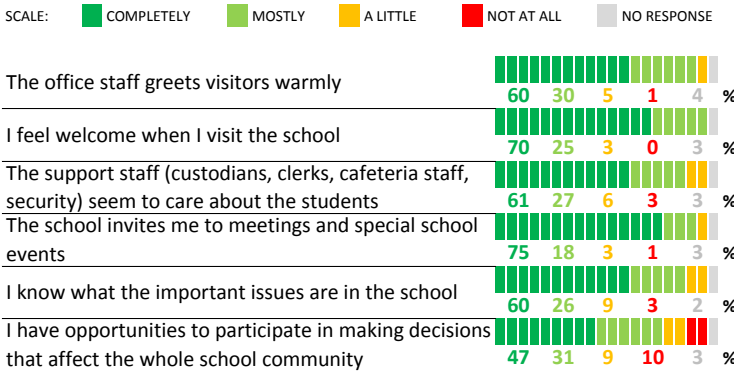 SCALE: COMPLETELY MOSTLY A LITTLE NOT AT ALL NO RESPONSE
The office staff greets visitors warmly
60 30 5 1 4 %
I feel welcome when I visit the school
70 25 3 0 3 %
The support staff (custodians, clerks, cafeteria staff,
security) seem to care about the students
61 27 6 3 3 %
The school invites me to meetings and special school
events
75 18 3 1 3 %
I know what the important issues are in the school
60 26 9 3 2 %
I have opportunities to participate in making decisions
that affect the whole school community
47 31 9 10 3 %